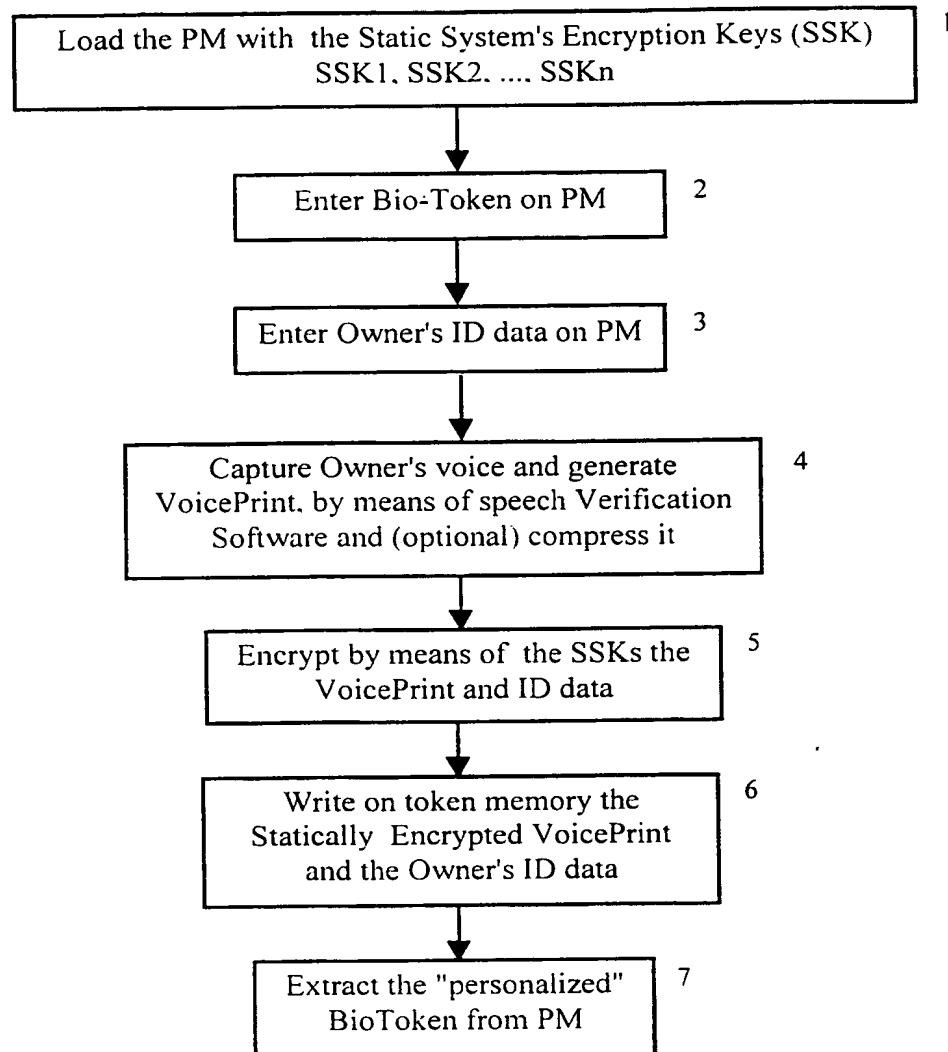 Load the PM with the Static System's Encryption Keys (SSK)
SSK1, SSK2, ...., SSKn
1
Enter Bio-Token on PM
2
Enter Owner's ID data on PM
3
Capture Owner's voice and generate
VoicePrint, by means of speech Verification
Software and (optional) compress it
4
Encrypt by means of the SSKs the
VoicePrint and ID data
5
Write on token memory the
Statically Encrypted VoicePrint
and the Owner's ID data
6
Extract the "personalized"
BioToken from PM
7